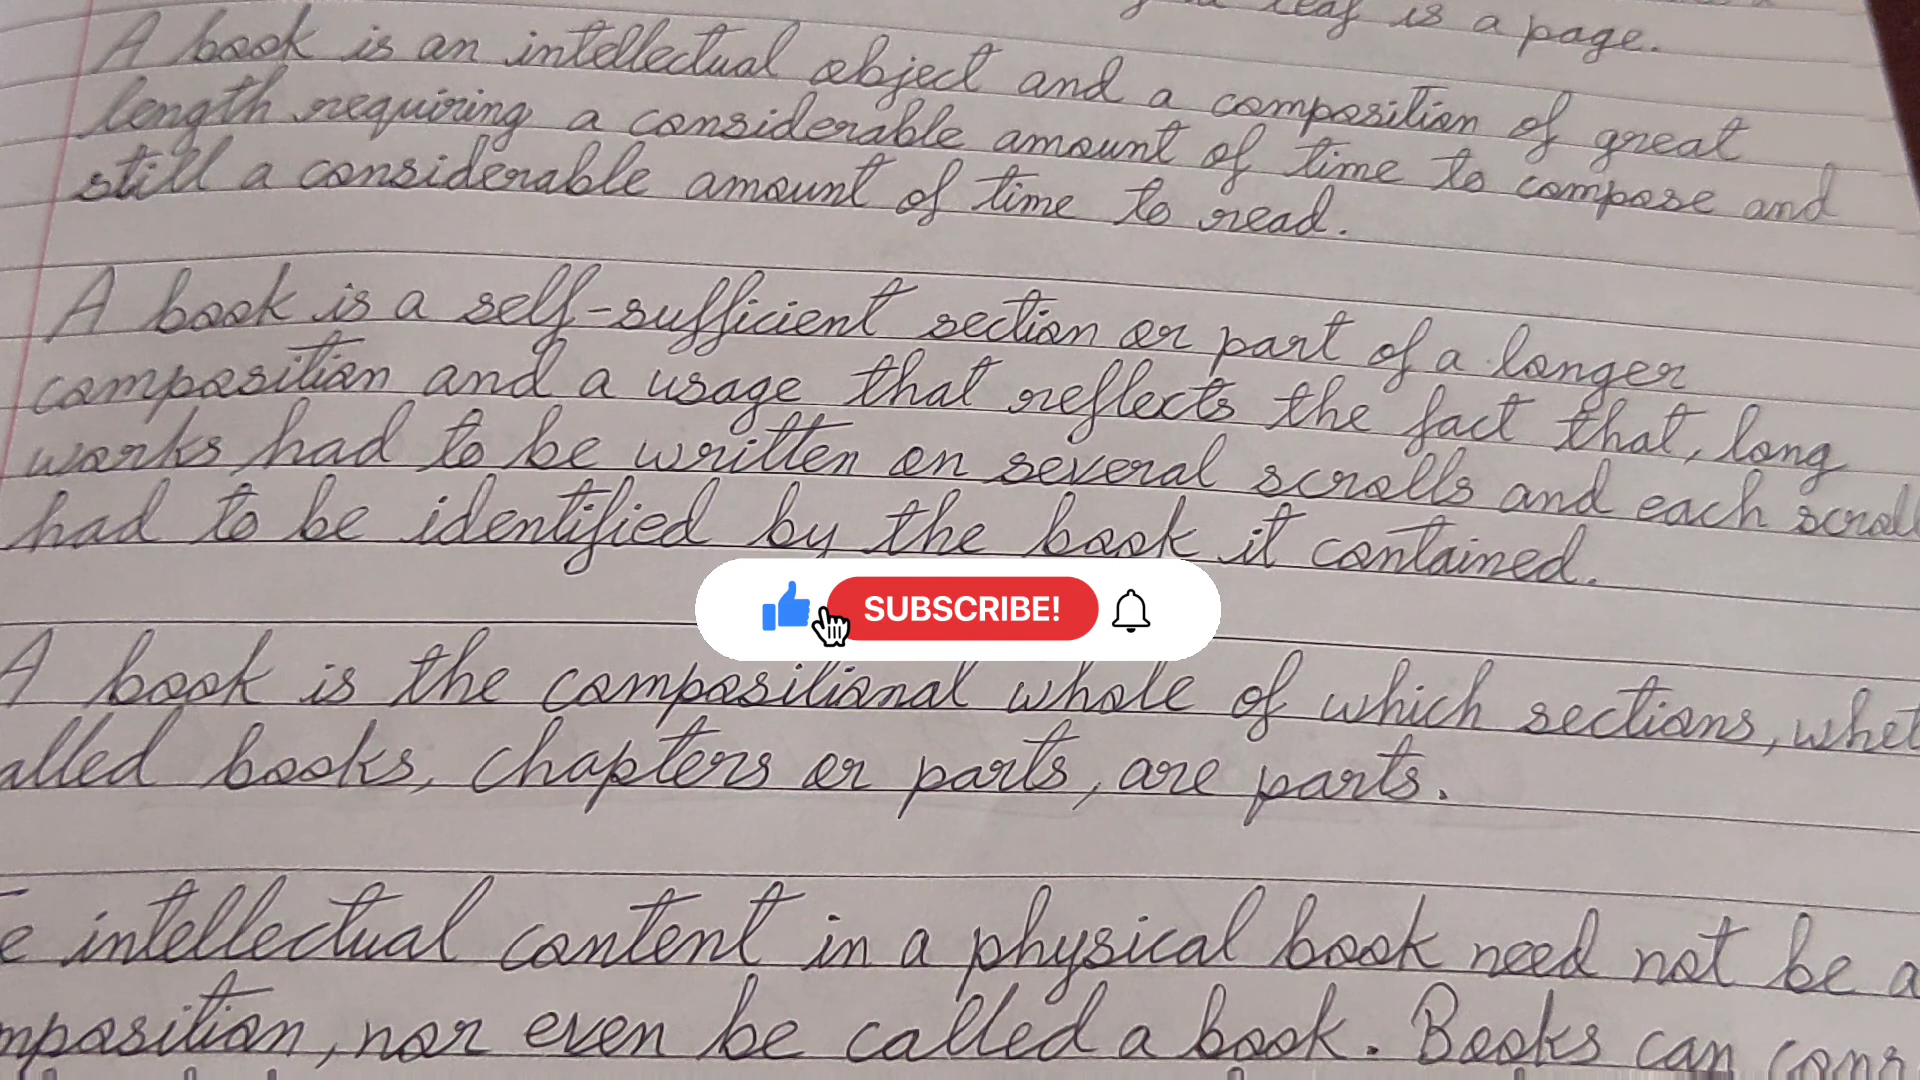 leaf is a page.
A book is an intellectual object and a composition of great
length requiring a considerable amount of time to compose and
still a considerable amount of time to read.
A book is a self-sufficient section or part of a longer
composition and a usage that reflects the fact that, long
works had to be written on several scrolls and each scroll
had to be identified by the book it contained.
SUBSCRIBE!
A book is the compositional whole of which sections, whet
alled books, chapters or parts, are parts.
e intellectual content in a physical book need not be a
mposition, nor even be called a book. Books can cons